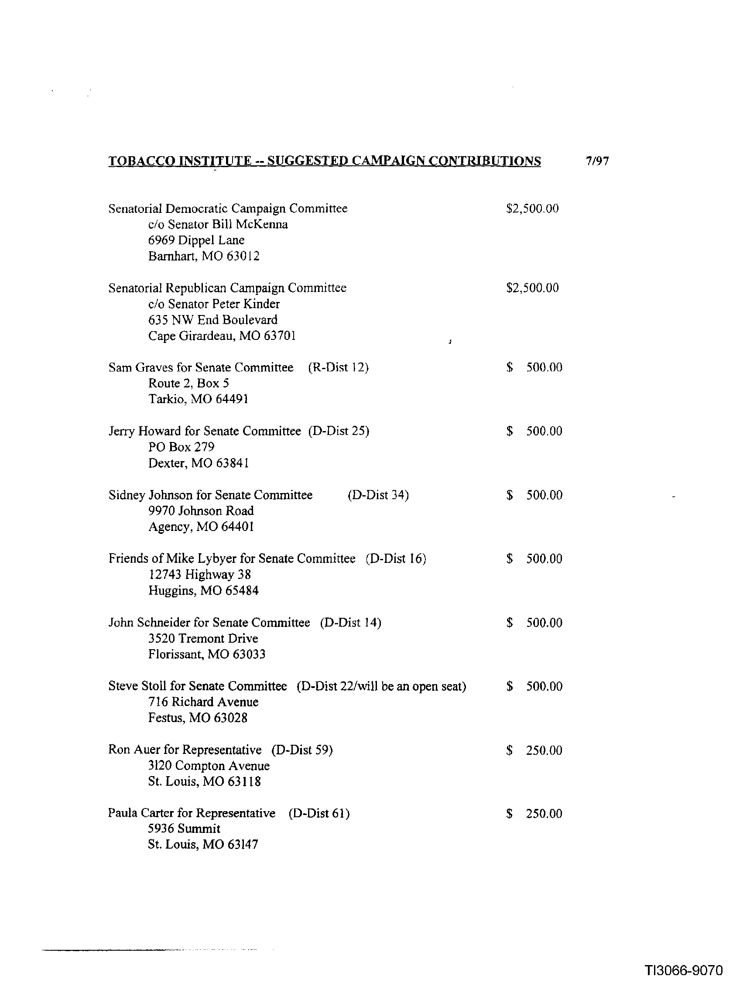 TOBACCO INSTITUTE -- SUGGESTED CAMPAIGN CONTRIBUTIONS 7/97
Senatorial Democratic Campaign Committee $2,500.00
c/o Senator Bill McKenna
6969 Dippel Lane
Barnhart, MO 63012
Senatorial Republican Campaign Committee $2,500.00
c/o Senator Peter Kinder
635 NW End Boulevard
Cape Girardeau, MO 63701
Sam Graves for Senate Committee (R-Dist 12) $ 500.00
Route 2, Box 5
Tarkio, MO 64491
Jerry Howard for Senate Committee (D-Dist 25) $ 500.00
PO Box 279
Dexter, MO 63841
Sidney Johnson for Senate Committee (D-Dist 34) $ 500.00
9970 Johnson Road
Agency, MO 64401
Friends of Mike Lybyer for Senate Committee (D-Dist 16) $ 500.00
12743 Highway 38
Huggins, MO 65484
John Schneider for Senate Committee (D-Dist 14) $ 500.00
3520 Tremont Drive
Florissant, MO 63033
Steve Stoll for Senate Committee (D-Dist 22/will be an open seat) $ 500.00
716 Richard Avenue
Festus, MO 63028
Ron Auer for Representative (D-Dist 59) $ 250.00
3120 Compton Avenue
St. Louis, MO 63118
Paula Carter for Representative (D-Dist 61) $ 250.00
5936 Summit
St. Louis, MO 63147
TI3066-9070